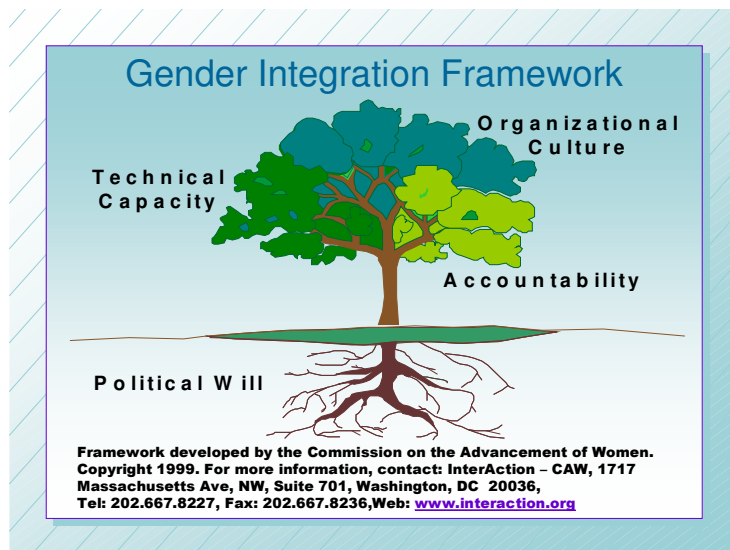 Gender Integration Framework
Organizational
Culture
Technical
Capacity
Accountability
Political Will
Framework developed by the Commission on the Advancement of Women.
Copyright 1999. For more information, contact: InterAction – CAW, 1717
Massachusetts Ave, NW, Suite 701, Washington, DC 20036,
Tel: 202.667.8227, Fax: 202.667.8236,Web: www.interaction.org